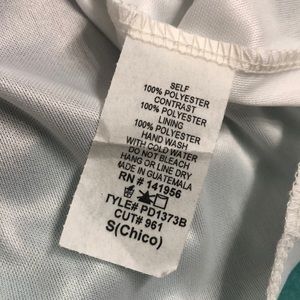 SELF
100% POLYESTER
CONTRAST
100% POLYESTER
LINING
100% POLYESTER
HAND WASH
WITH COLD WATER
DO NOT BLEACH
HANG OR LINE DRY
MADE IN GUATEMALA
RN # 141956
TYLE# PD1373B
CUT# 961
S(Chico)